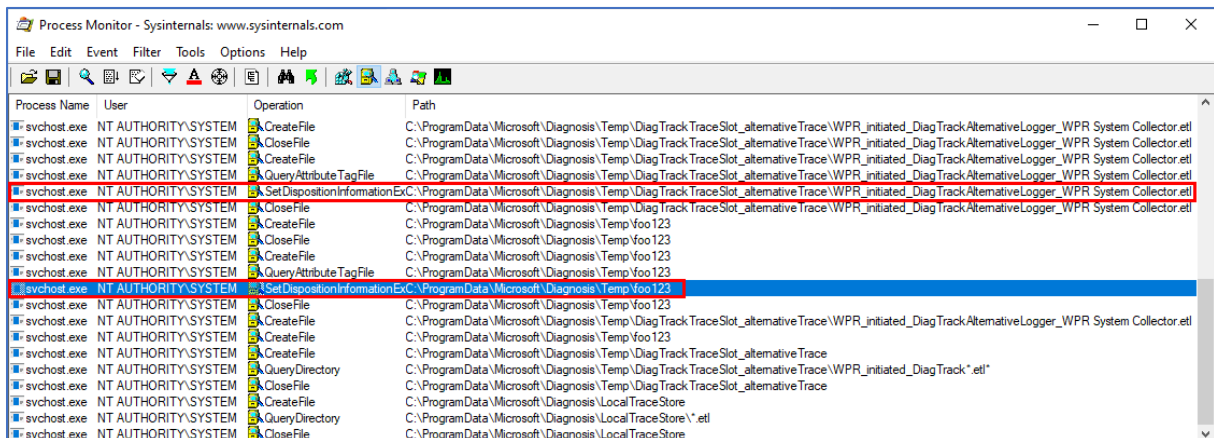 Process Monitor - Sysinternals: www.sysinternals.com
File Edit Event Filter Tools Options Help
Process Name User Operation Path
svchost.exe NT AUTHORITY\SYSTEM CreateFile C:\ProgramData\Microsoft\Diagnosis\Temp\DiagTrackTraceSlot_alternativeTrace\WPR_initiated_DiagTrackAlternativeLogger_WPR System Collector.etl
svchost.exe NT AUTHORITY\SYSTEM CloseFile C:\ProgramData\Microsoft\Diagnosis\Temp\DiagTrackTraceSlot_alternativeTrace\WPR_initiated_DiagTrackAlternativeLogger_WPR System Collector.etl
svchost.exe NT AUTHORITY\SYSTEM CreateFile C:\ProgramData\Microsoft\Diagnosis\Temp\DiagTrackTraceSlot_alternativeTrace\WPR_initiated_DiagTrackAlternativeLogger_WPR System Collector.etl
svchost.exe NT AUTHORITY\SYSTEM QueryAttributeTagFile C:\ProgramData\Microsoft\Diagnosis\Temp\DiagTrackTraceSlot_alternativeTrace\WPR_initiated_DiagTrackAlternativeLogger_WPR System Collector.etl
svchost.exe NT AUTHORITY\SYSTEM SetDispositionInformationEx C:\ProgramData\Microsoft\Diagnosis\Temp\DiagTrackTraceSlot_alternativeTrace\WPR_initiated_DiagTrackAlternativeLogger_WPR System Collector.etl
svchost.exe NT AUTHORITY\SYSTEM CloseFile C:\ProgramData\Microsoft\Diagnosis\Temp\DiagTrackTraceSlot_alternativeTrace\WPR_initiated_DiagTrackAlternativeLogger_WPR System Collector.etl
svchost.exe NT AUTHORITY\SYSTEM CreateFile C:\ProgramData\Microsoft\Diagnosis\Temp\foo123
svchost.exe NT AUTHORITY\SYSTEM CloseFile C:\ProgramData\Microsoft\Diagnosis\Temp\foo123
svchost.exe NT AUTHORITY\SYSTEM CreateFile C:\ProgramData\Microsoft\Diagnosis\Temp\foo123
svchost.exe NT AUTHORITY\SYSTEM QueryAttributeTagFile C:\ProgramData\Microsoft\Diagnosis\Temp\foo123
svchost.exe NT AUTHORITY\SYSTEM SetDispositionInformationEx C:\ProgramData\Microsoft\Diagnosis\Temp\foo123
svchost.exe NT AUTHORITY\SYSTEM CloseFile C:\ProgramData\Microsoft\Diagnosis\Temp\foo123
svchost.exe NT AUTHORITY\SYSTEM CreateFile C:\ProgramData\Microsoft\Diagnosis\Temp\DiagTrackTraceSlot_alternativeTrace\WPR_initiated_DiagTrackAlternativeLogger_WPR System Collector.etl
svchost.exe NT AUTHORITY\SYSTEM CreateFile C:\ProgramData\Microsoft\Diagnosis\Temp\foo123
svchost.exe NT AUTHORITY\SYSTEM CreateFile C:\ProgramData\Microsoft\Diagnosis\Temp\DiagTrackTraceSlot_alternativeTrace
svchost.exe NT AUTHORITY\SYSTEM QueryDirectory C:\ProgramData\Microsoft\Diagnosis\Temp\DiagTrackTraceSlot_alternativeTrace\WPR_initiated_DiagTrack*.etl*
svchost.exe NT AUTHORITY\SYSTEM CloseFile C:\ProgramData\Microsoft\Diagnosis\Temp\DiagTrackTraceSlot_alternativeTrace
svchost.exe NT AUTHORITY\SYSTEM CreateFile C:\ProgramData\Microsoft\Diagnosis\LocalTraceStore
svchost.exe NT AUTHORITY\SYSTEM QueryDirectory C:\ProgramData\Microsoft\Diagnosis\LocalTraceStore\*.etl
svchost.exe NT AUTHORITY\SYSTEM CloseFile C:\ProgramData\Microsoft\Diagnosis\LocalTraceStore